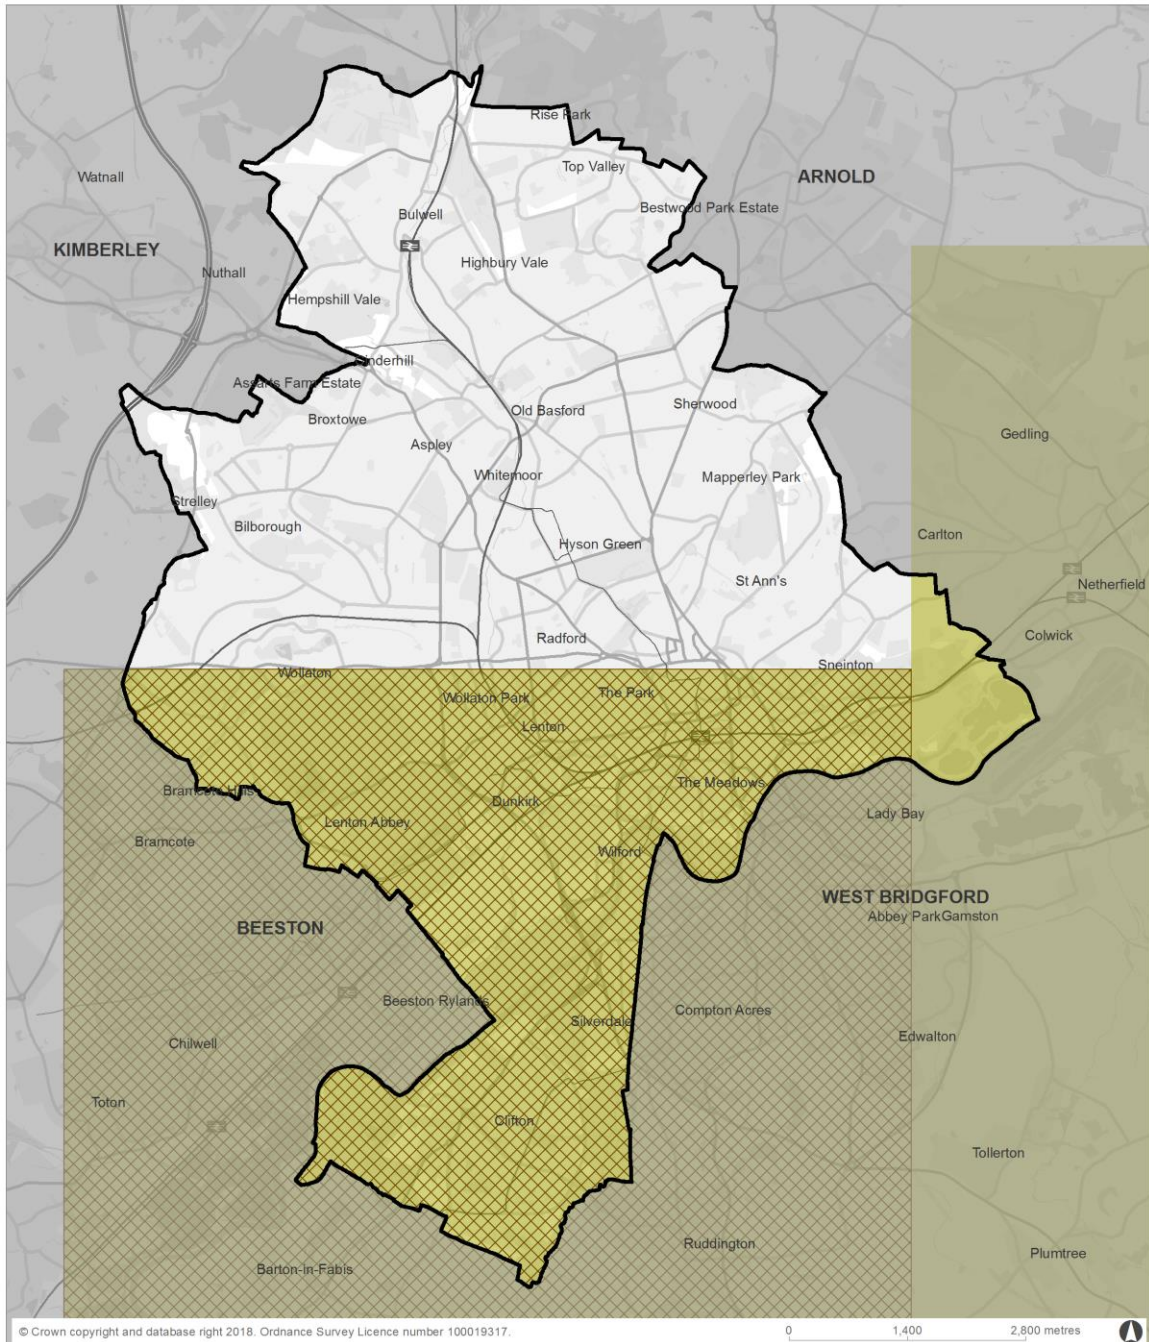 Rise Park
Top Valley
Watnall
ARNOLD
Bestwood Park Estate
Bulwell
KIMBERLEY
Highbury Vale
Nuthall
Hempshill Vale
Assarts Farm Estate
Old Basford
Sherwood
Broxtowe
Gedling
Aspley
Whitemoor
Mapperley Park
Strelley
Bilborough
Carlton
Hyson Green
St Ann's
Netherfield
Radford
Colwick
Sneinton
Wollaton
Wollaton Park
The Park
Lenton
The Meadows
Dunkirk
Lady Bay
Lenton Abbey
Bramcote
Wilford
WEST BRIDGFORD
Abbey Park
Gamston
BEESTON
Beeston Rylands
Compton Acres
Silverdale
Edwalton
Chilwell
Toton
Clifton
Tollerton
Ruddington
Plumtree
Barton-in-Fabis
© Crown copyright and database right 2018. Ordnance Survey Licence number 100019317.
0 1,400 2,800 metres